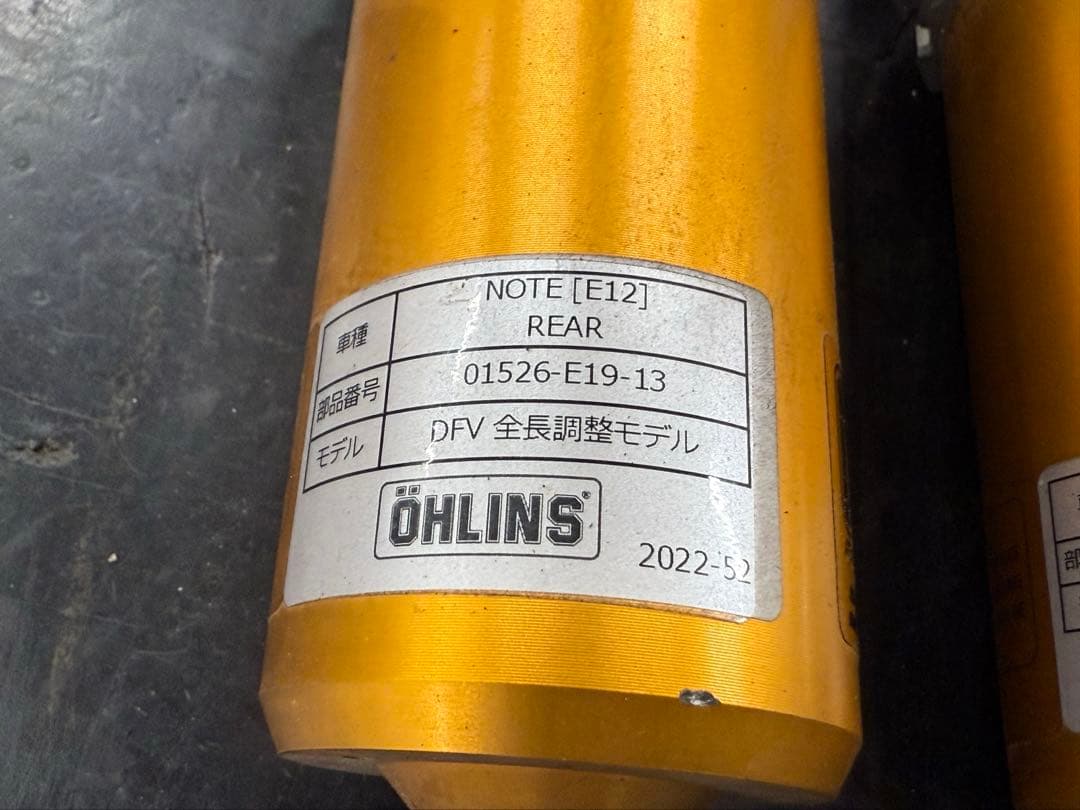 車種 NOTE [E12]
REAR
部品番号 01526-E19-13
モデル DFV 全長調整モデル
ÖHLINS®
2022-52
部